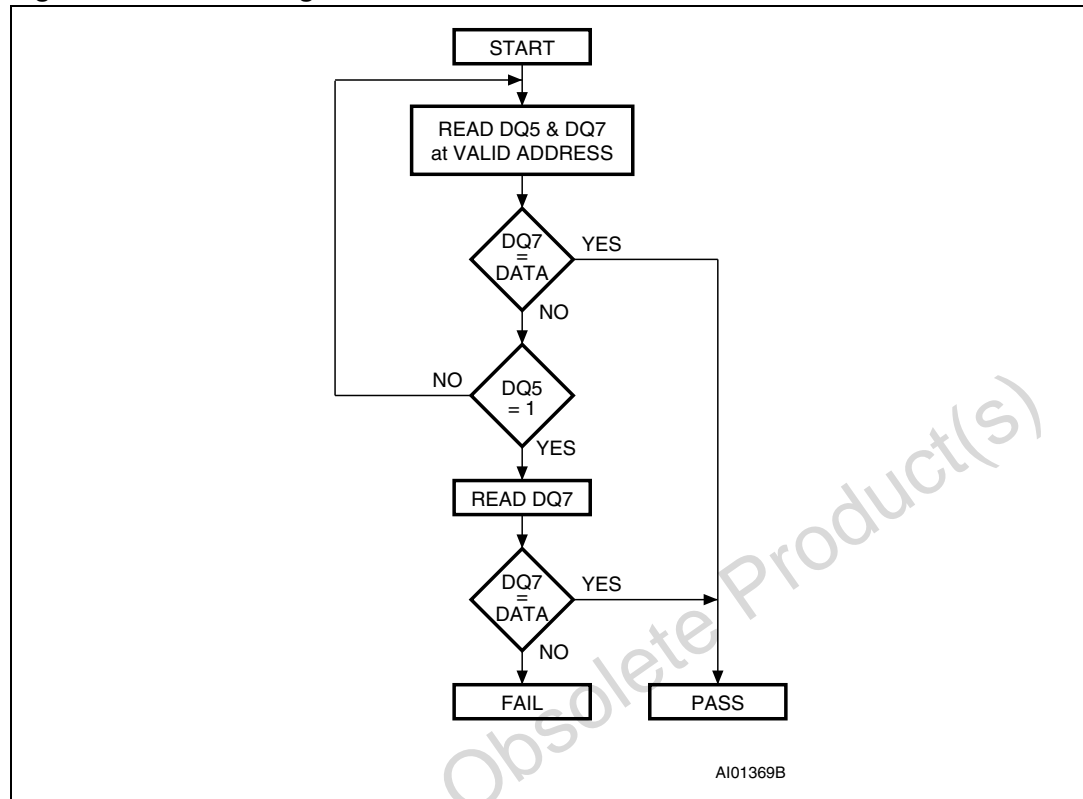 START
READ DQ5 & DQ7
at VALID ADDRESS
DQ7
=
DATA
YES
NO
DQ5
= 1
NO
YES
READ DQ7
DQ7
=
DATA
YES
NO
FAIL
PASS
AI01369B
Obsolete Product(s)